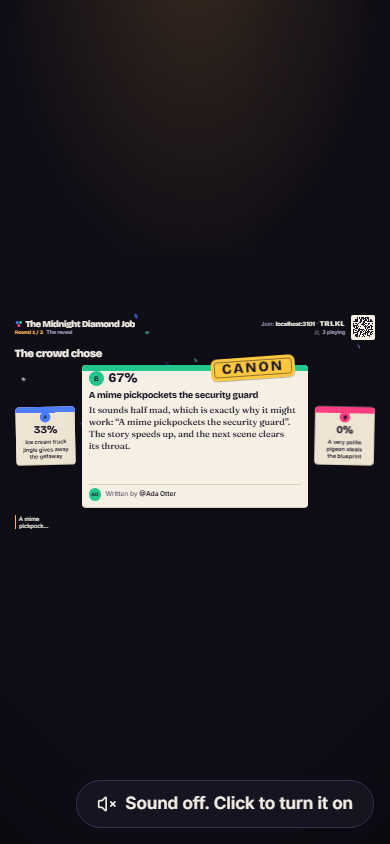 The Midnight Diamond Job
Round 1 / 3 The reveal
Join: localhost:3101 · TRLKL
3 playing
The crowd chose
CANON
B 67%
A mime pickpockets the security guard
It sounds half mad, which is exactly why it might
work: “A mime pickpockets the security guard”.
The story speeds up, and the next scene clears
its throat.
AO Written by @Ada Otter
A
33%
Ice cream truck
jingle gives away
the getaway
0%
A very polite
pigeon steals
the blueprint
A mime
pickpock...
Sound off. Click to turn it on